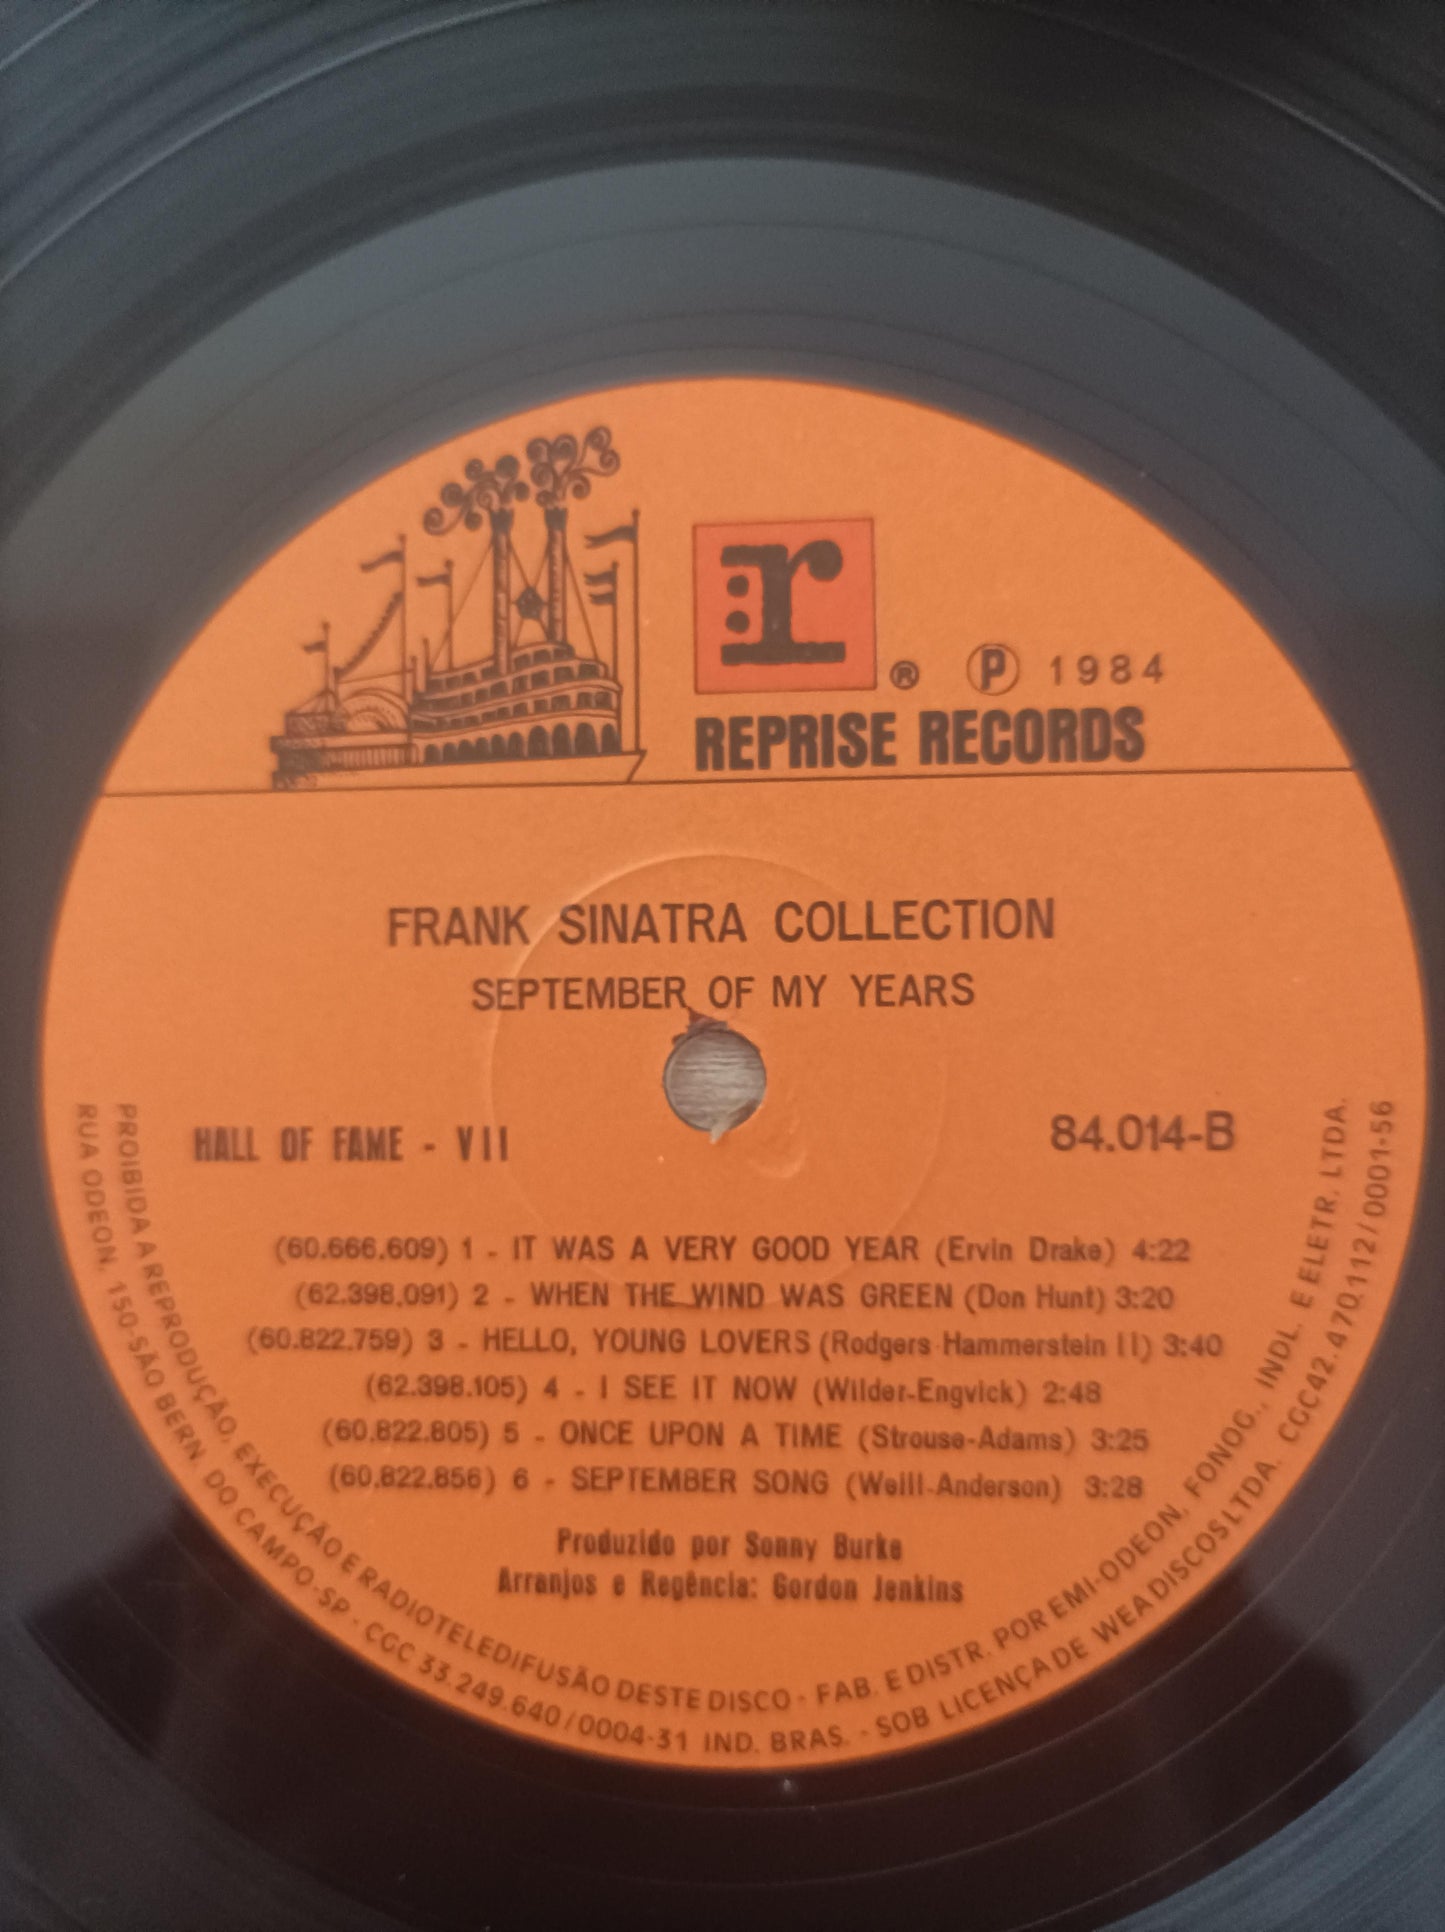 r
® Ⓟ 1984
REPRISE RECORDS
FRANK SINATRA COLLECTION
SEPTEMBER OF MY YEARS
HALL OF FAME - VII
84.014-B
(60.666.609) 1 - IT WAS A VERY GOOD YEAR (Ervin Drake) 4:22
(62.398.091) 2 - WHEN THE WIND WAS GREEN (Don Hunt) 3:20
(60.822.759) 3 - HELLO, YOUNG LOVERS (Rodgers-Hammerstein II) 3:40
(62.398.105) 4 - I SEE IT NOW (Wilder-Engvick) 2:48
(60.822.805) 5 - ONCE UPON A TIME (Strouse-Adams) 3:25
(60.822.856) 6 - SEPTEMBER SONG (Weill-Anderson) 3:28
Produzido por Sonny Burke
Arranjos e Regência: Gordon Jenkins
PROIBIDA A REPRODUÇÃO, EXECUÇÃO E RADIOTELEDIFUSÃO DESTE DISCO - FAB. E DISTR. POR EMI-ODEON, FONOG., INDL. E ELETR. LTDA.
RUA ODEON, 150-SÃO BERN. DO CAMPO-SP - CGC 33.249.640/0004-31 IND. BRAS. - SOB LICENÇA DE WEA DISCOS LTDA. CGC42.470.112/0001-56